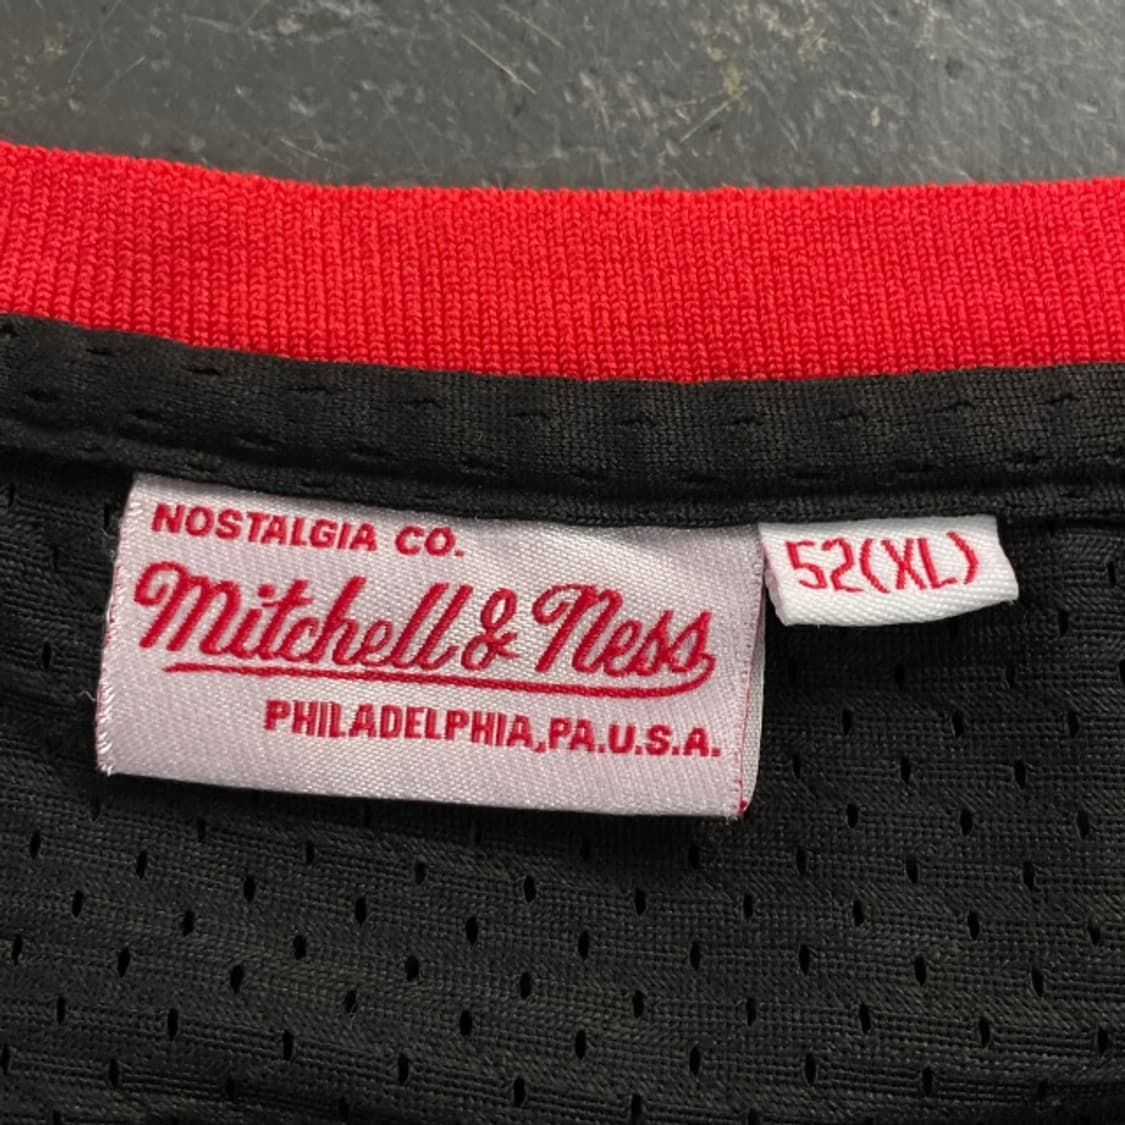 NOSTALGIA CO.
Mitchell & Ness
PHILADELPHIA,PA.U.S.A.
52(XL)